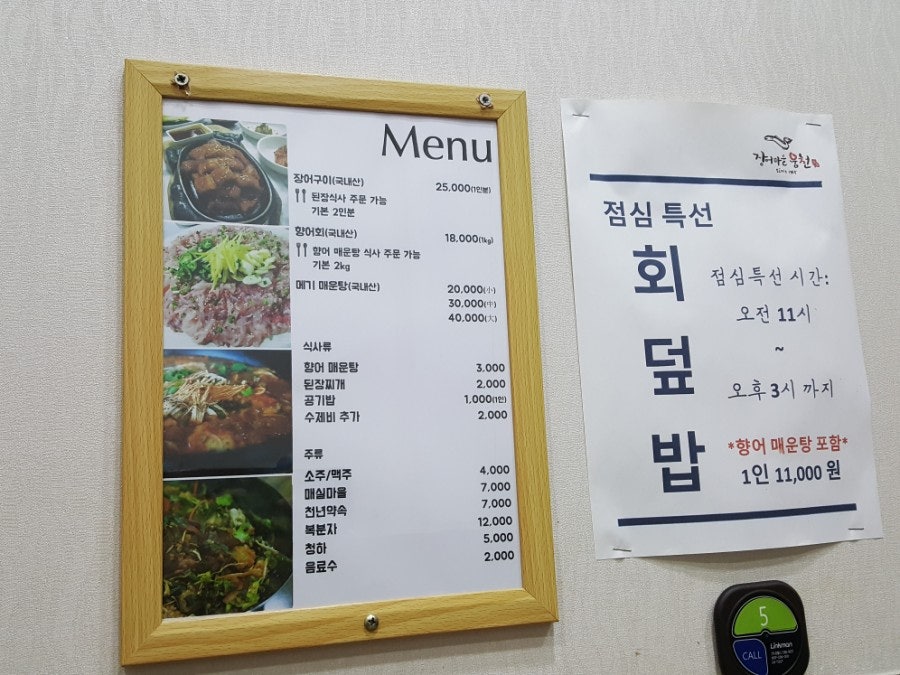 Menu
장어구이(국내산) 25,000(1인분)
된장식사 주문 가능
기본 2인분
향어회(국내산) 18.000(1kg)
향어 매운탕 식사 주문 가능
기본 2kg
메기 매운탕(국내산) 20.000(小)
30.000(中)
40.000(大)
식사류
향어 매운탕 3.000
된장찌개 2.000
공기밥 1.000(1인)
수제비 추가 2.000
주류
소주/맥주 4,000
매실마을 7.000
천년약속 7,000
복분자 12.000
청하 5.000
음료수 2.000
장어마을 웅천
점심 특선
회덮밥
점심특선 시간:
오전 11시
~
오후 3시 까지
*향어 매운탕 포함*
1인 11,000 원
5
CALL
Linkman